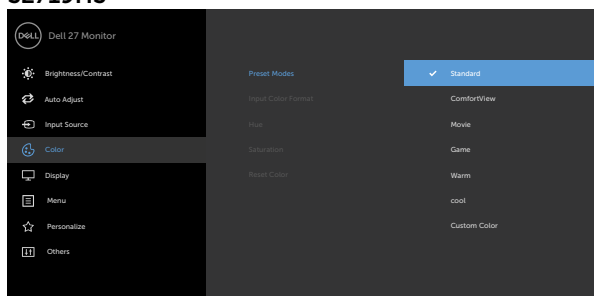 DELL
Dell 27 Monitor
Brightness/Contrast
Auto Adjust
Input Source
Color
Display
Menu
Personalize
Others
Preset Modes
Input Color Format
Hue
Saturation
Reset Color
Standard
ComfortView
Movie
Game
Warm
cool
Custom Color